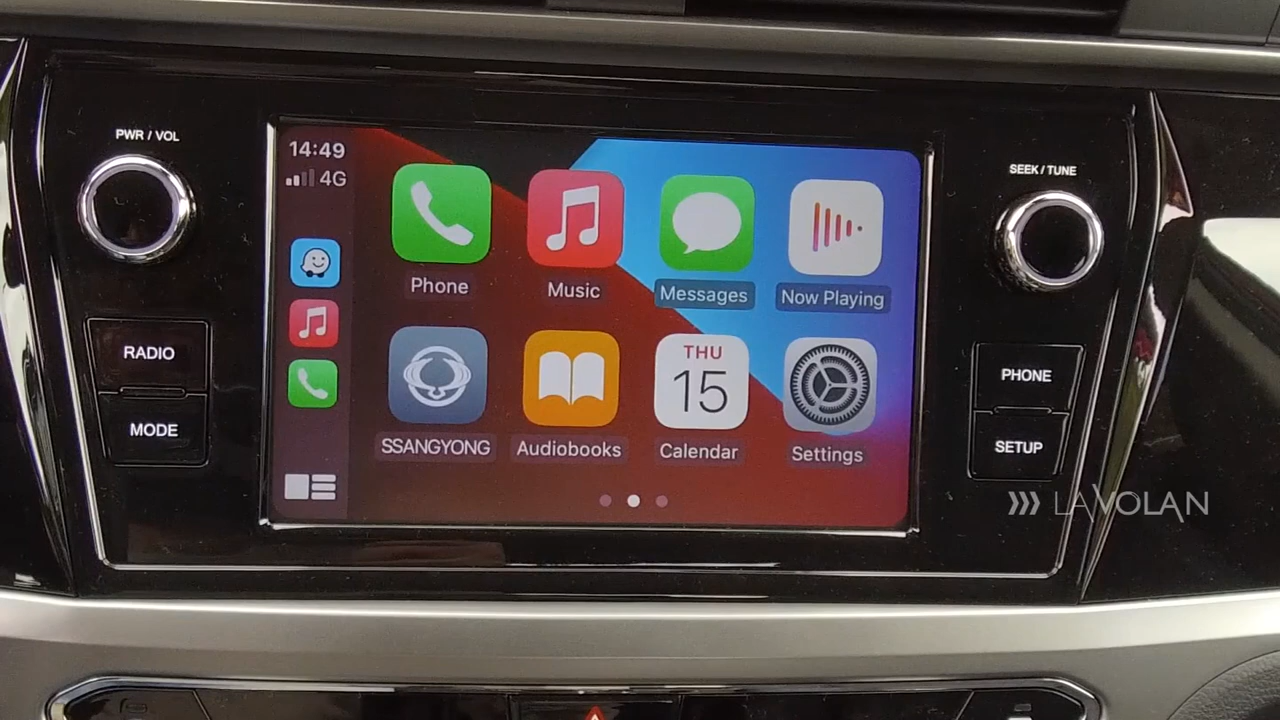 PWR / VOL
SEEK / TUNE
14:49
4G
Phone
Music
Messages
Now Playing
RADIO
MODE
THU
15
SSANGYONG
Audiobooks
Calendar
Settings
PHONE
SETUP
LAVOLAN